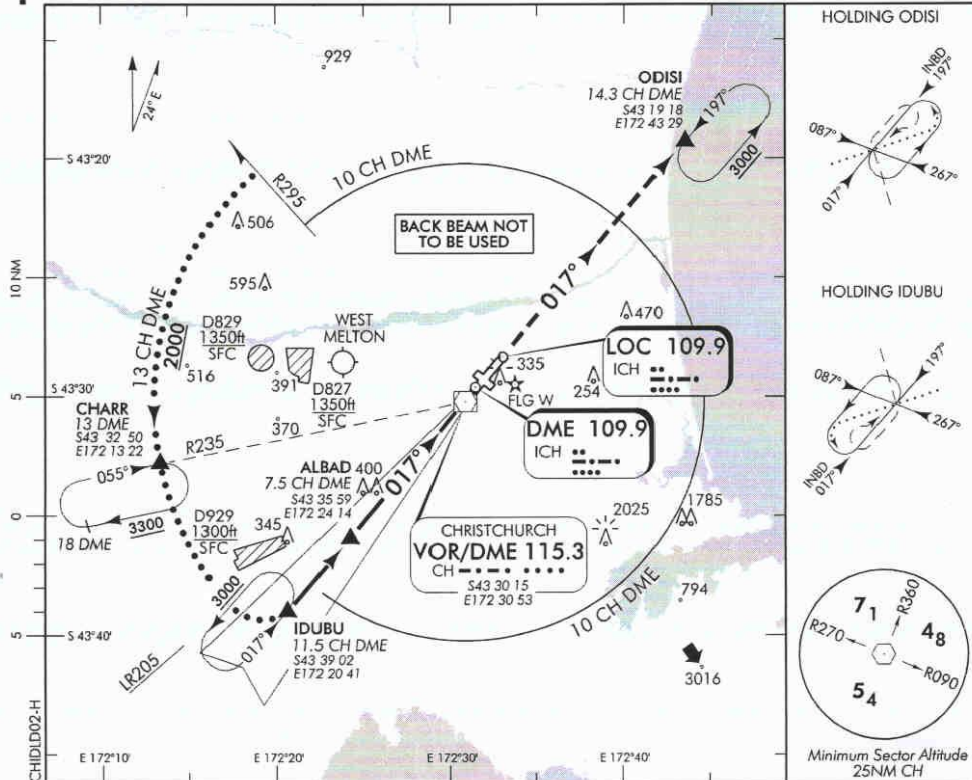 929
24° E
S 43°20'
R295
10 CH DME
ODISI
14.3 CH DME
S43 19 18
E172 43 29
197°
3000
506
BACK BEAM NOT
TO BE USED
595
10 NM
13 CH DME
2000
D829
1350ft
SFC
WEST
MELTON
017°
470
516
391
D827
1350ft
SFC
335
FLG W
254
LOC 109.9
ICH
S 43°30'
5
CHARR
13 DME
S43 32 50
E172 13 22
370
R235
DME 109.9
ICH
055°
3300
18 DME
ALBAD
7.5 CH DME
S43 35 59
E172 24 14
400
017°
D929
1300ft
SFC
345
CHRISTCHURCH
VOR/DME 115.3
CH
S43 30 15
E172 30 53
2025
1785
0
3000
017°
IDUBU
11.5 CH DME
S43 39 02
E172 20 41
10 CH DME
794
5
S 43°40'
LR205
3016
CHIDLD02-H
E 172°10'
E 172°20'
E 172°30'
E 172°40'
HOLDING ODISI
INBD
197°
087°
267°
017°
HOLDING IDUBU
197°
087°
267°
INBD
017°
R360
71
48
R270
R090
54
Minimum Sector Altitude
25NM CH